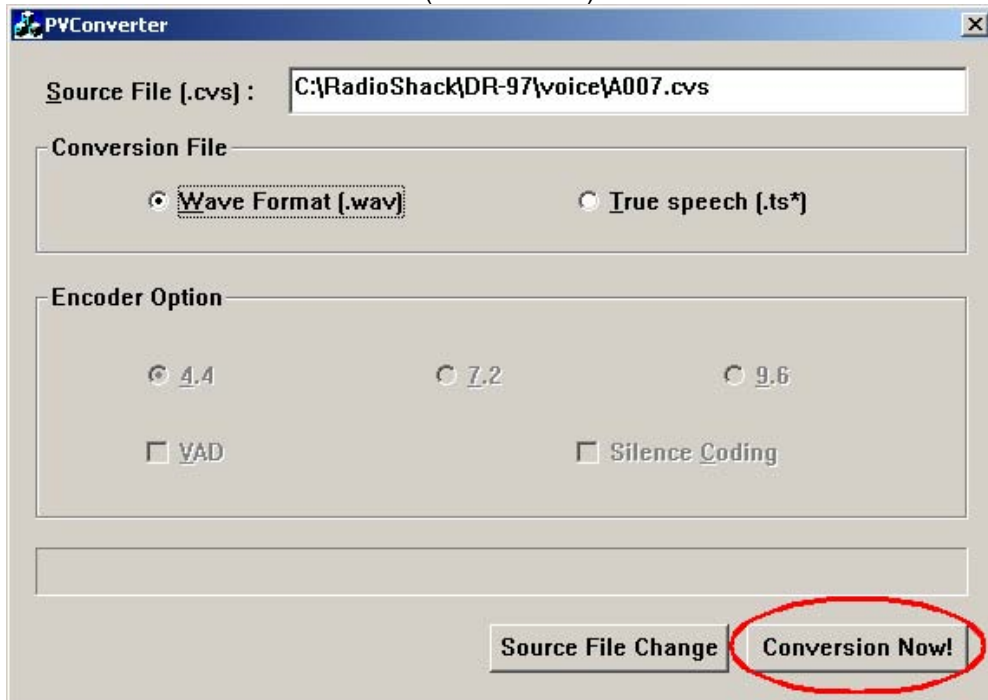 PVConverter
Source File (.cvs) : C:\RadioShack\DR-97\voice\A007.cvs
Conversion File
Wave Format (.wav) True speech (.ts*)
Encoder Option
4.4 7.2 9.6
VAD Silence Coding
Source File Change Conversion Now!